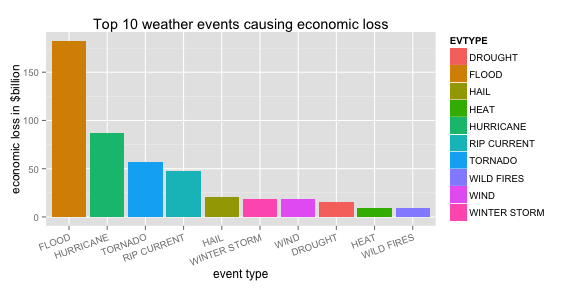 Top 10 weather events causing economic loss
economic loss in $billion
150
100
50
0
FLOOD
HURRICANE
TORNADO
RIP CURRENT
HAIL
WINTER STORM
WIND
DROUGHT
HEAT
WILD FIRES
event type
EVTYPE
DROUGHT
FLOOD
HAIL
HEAT
HURRICANE
RIP CURRENT
TORNADO
WILD FIRES
WIND
WINTER STORM